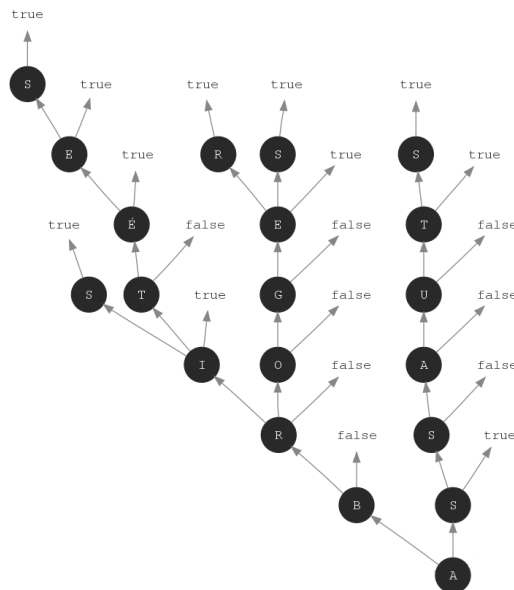 true
S true true true true
E true R S true S true
true É false E false T false
S T true G false U false
I O false A false
R false S true
B S
A